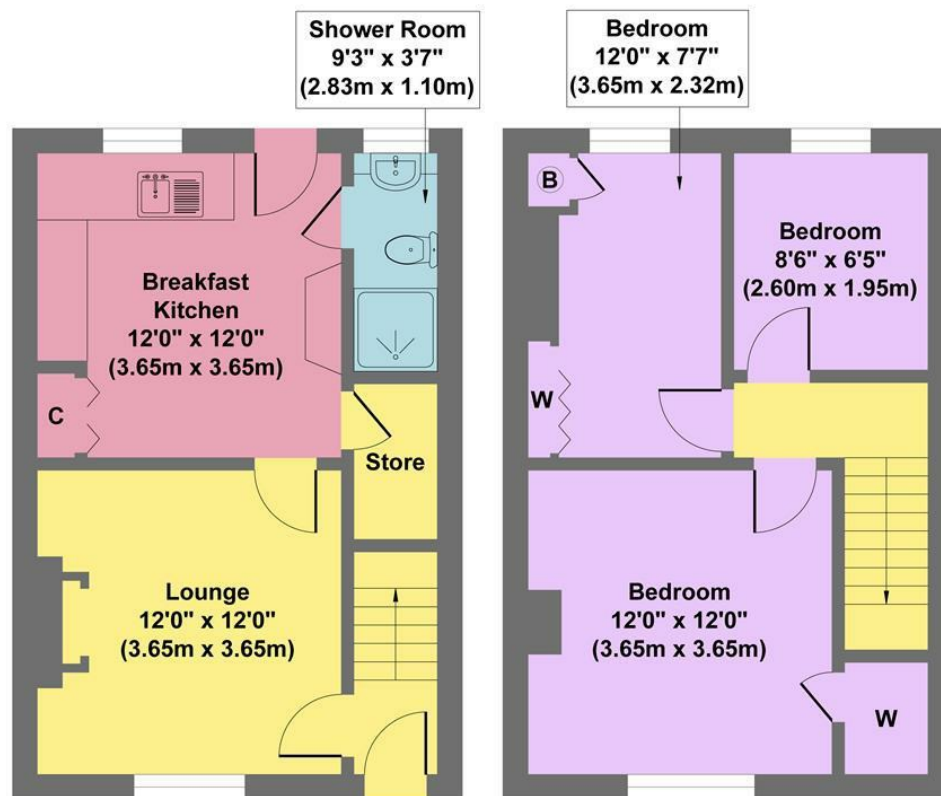 Shower Room
9'3" x 3'7"
(2.83m x 1.10m)
Bedroom
12'0" x 7'7"
(3.65m x 2.32m)
Breakfast
Kitchen
12'0" x 12'0"
(3.65m x 3.65m)
C
Store
Lounge
12'0" x 12'0"
(3.65m x 3.65m)
B
Bedroom
8'6" x 6'5"
(2.60m x 1.95m)
W
Bedroom
12'0" x 12'0"
(3.65m x 3.65m)
W